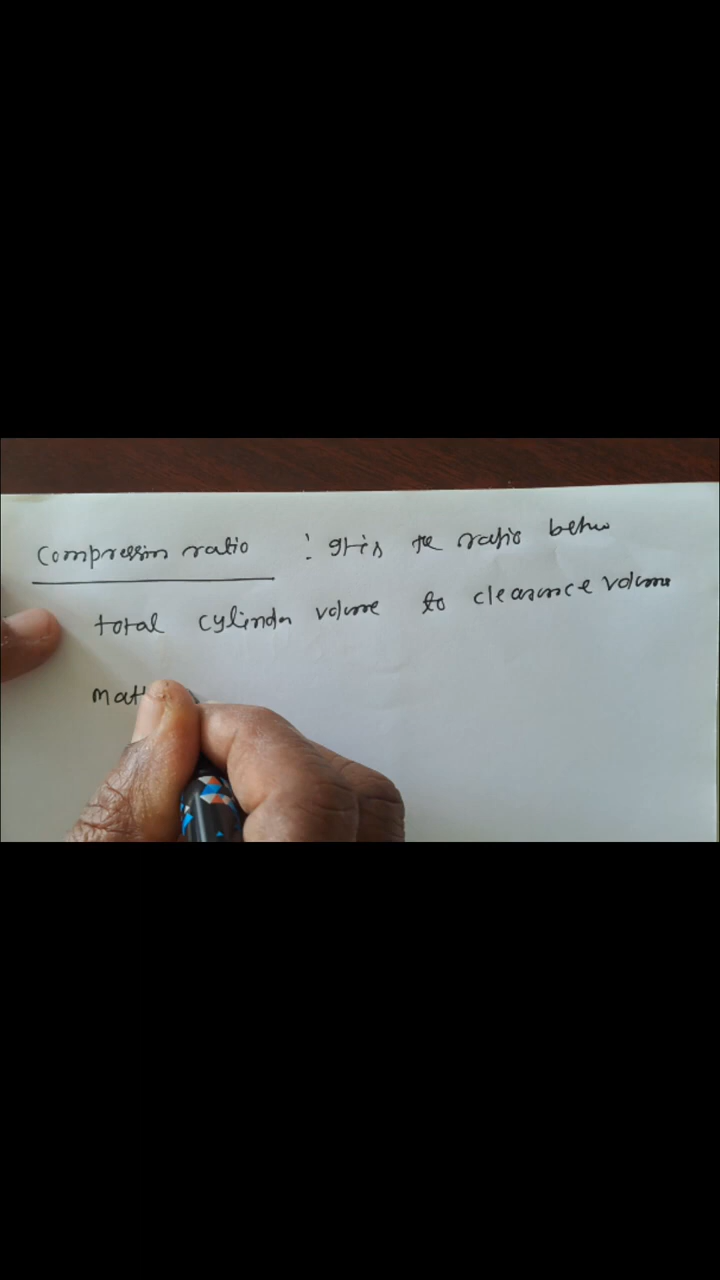 Compression ratio : It is the ratio betw
total cylinder volume to clearance volume
mat